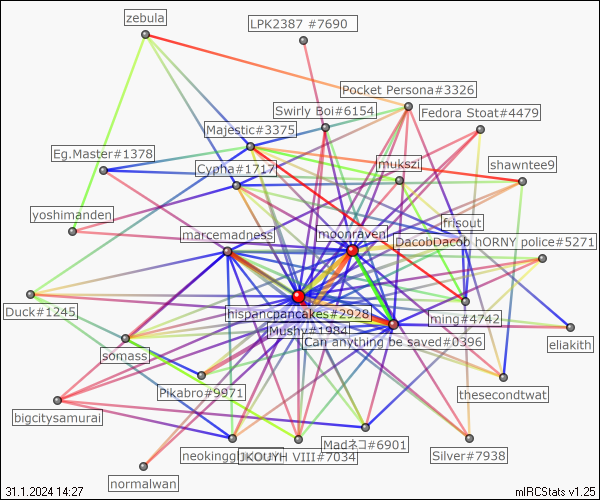 zebula
LPK2387 #7690
Pocket Persona#3326
Swirly Boi#6154
Fedora Stoat#4479
Majestic#3375
Eg.Master#1378
mukszi
shawntee9
Cypha#1717
yoshimanden
frisout
moonraven
marcemadness
DacobDacob
hORNY police#5271
Duck#1245
hispancpancakes#2928
ming#4742
Mushy#1984
Can anything be saved#0396
eliakith
somass
Pikabro#9971
thesecondtwat
bigcitysamurai
Madネコ#6901
neokingg
JKOUYH VIII#7034
Silver#7938
normalwan
31.1.2024 14:27
mIRCStats v1.25